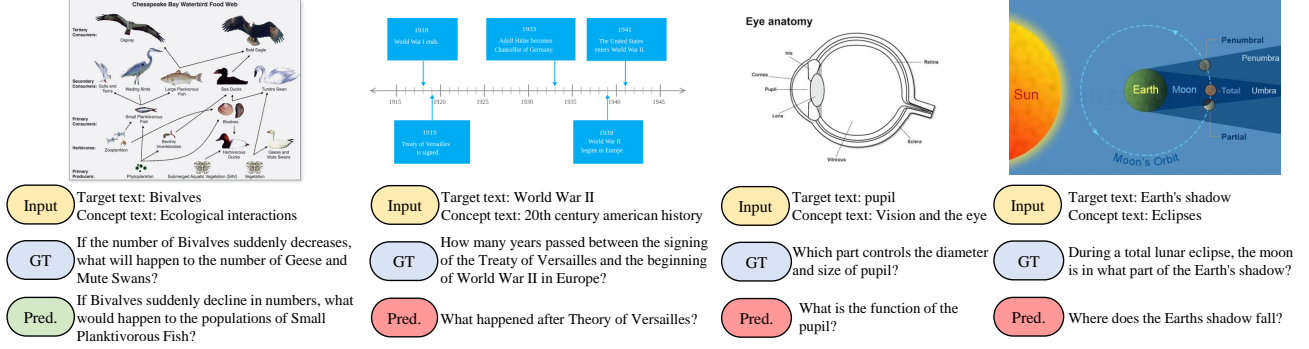 Chesapeake Bay Waterbird Food Web
Tertiary
Consumers:
Osprey
Bald Eagle
Secondary
Consumers:
Gulls and
Terns
Wading Birds
Large Piscivorous
Fish
Sea Ducks
Tundra Swan
Primary
Consumers:
Small Planktivorous
Fish
Bivalves
Herbivores:
Zooplankton
Benthic
Invertebrates
Herbivorous
Ducks
Geese and
Mute Swans
Primary
Producers:
Phytoplankton
Submerged Aquatic Vegetation (SAV)
Vegetation
Input
Target text: Bivalves
Concept text: Ecological interactions
GT
If the number of Bivalves suddenly decreases,
what will happen to the number of Geese and
Mute Swans?
Pred.
If Bivalves suddenly decline in numbers, what
would happen to the populations of Small
Planktivorous Fish?
1918
World War I ends.
1933
Adolf Hitler becomes
Chancellor of Germany.
1941
The United States
enters World War II.
1915 1920 1925 1930 1935 1940 1945
1919
Treaty of Versailles
is signed.
1939
World War II
begins in Europe.
Input
Target text: World War II
Concept text: 20th century american history
GT
How many years passed between the signing
of the Treaty of Versailles and the beginning
of World War II in Europe?
Pred.
What happened after Theory of Versailles?
Eye anatomy
Iris
Cornea
Pupil
Lens
Retina
Sclera
Vitreous
Input
Target text: pupil
Concept text: Vision and the eye
GT
Which part controls the diameter
and size of pupil?
Pred.
What is the function of the
pupil?
Sun
Earth
Moon
Penumbral
Penumbra
Total
Umbra
Partial
Moon's Orbit
Input
Target text: Earth's shadow
Concept text: Eclipses
GT
During a total lunar eclipse, the moon
is in what part of the Earth's shadow?
Pred.
Where does the Earths shadow fall?